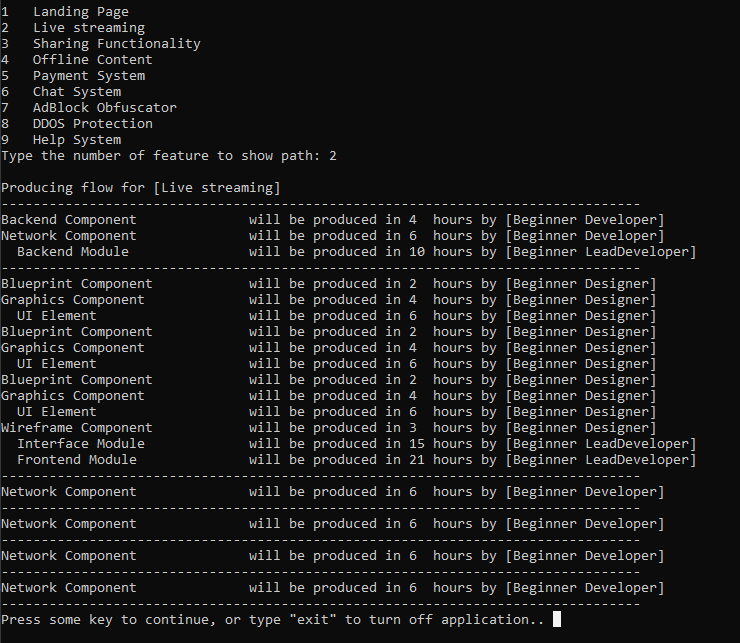 1   Landing Page
2   Live streaming
3   Sharing Functionality
4   Offline Content
5   Payment System
6   Chat System
7   AdBlock Obfuscator
8   DDOS Protection
9   Help System
Type the number of feature to show path: 2
Producing flow for [Live streaming]
--------------------------------------------------------------------------------
Backend Component              will be produced in 4  hours by [Beginner Developer]
Network Component              will be produced in 6  hours by [Beginner Developer]
  Backend Module               will be produced in 10 hours by [Beginner LeadDeveloper]
--------------------------------------------------------------------------------
Blueprint Component            will be produced in 2  hours by [Beginner Designer]
Graphics Component             will be produced in 4  hours by [Beginner Designer]
  UI Element                   will be produced in 6  hours by [Beginner Designer]
Blueprint Component            will be produced in 2  hours by [Beginner Designer]
Graphics Component             will be produced in 4  hours by [Beginner Designer]
  UI Element                   will be produced in 6  hours by [Beginner Designer]
Blueprint Component            will be produced in 2  hours by [Beginner Designer]
Graphics Component             will be produced in 4  hours by [Beginner Designer]
  UI Element                   will be produced in 6  hours by [Beginner Designer]
Wireframe Component            will be produced in 3  hours by [Beginner Designer]
  Interface Module             will be produced in 15 hours by [Beginner LeadDeveloper]
  Frontend Module              will be produced in 21 hours by [Beginner LeadDeveloper]
--------------------------------------------------------------------------------
Network Component              will be produced in 6  hours by [Beginner Developer]
--------------------------------------------------------------------------------
Network Component              will be produced in 6  hours by [Beginner Developer]
--------------------------------------------------------------------------------
Network Component              will be produced in 6  hours by [Beginner Developer]
--------------------------------------------------------------------------------
Network Component              will be produced in 6  hours by [Beginner Developer]
--------------------------------------------------------------------------------
Press some key to continue, or type "exit" to turn off application..